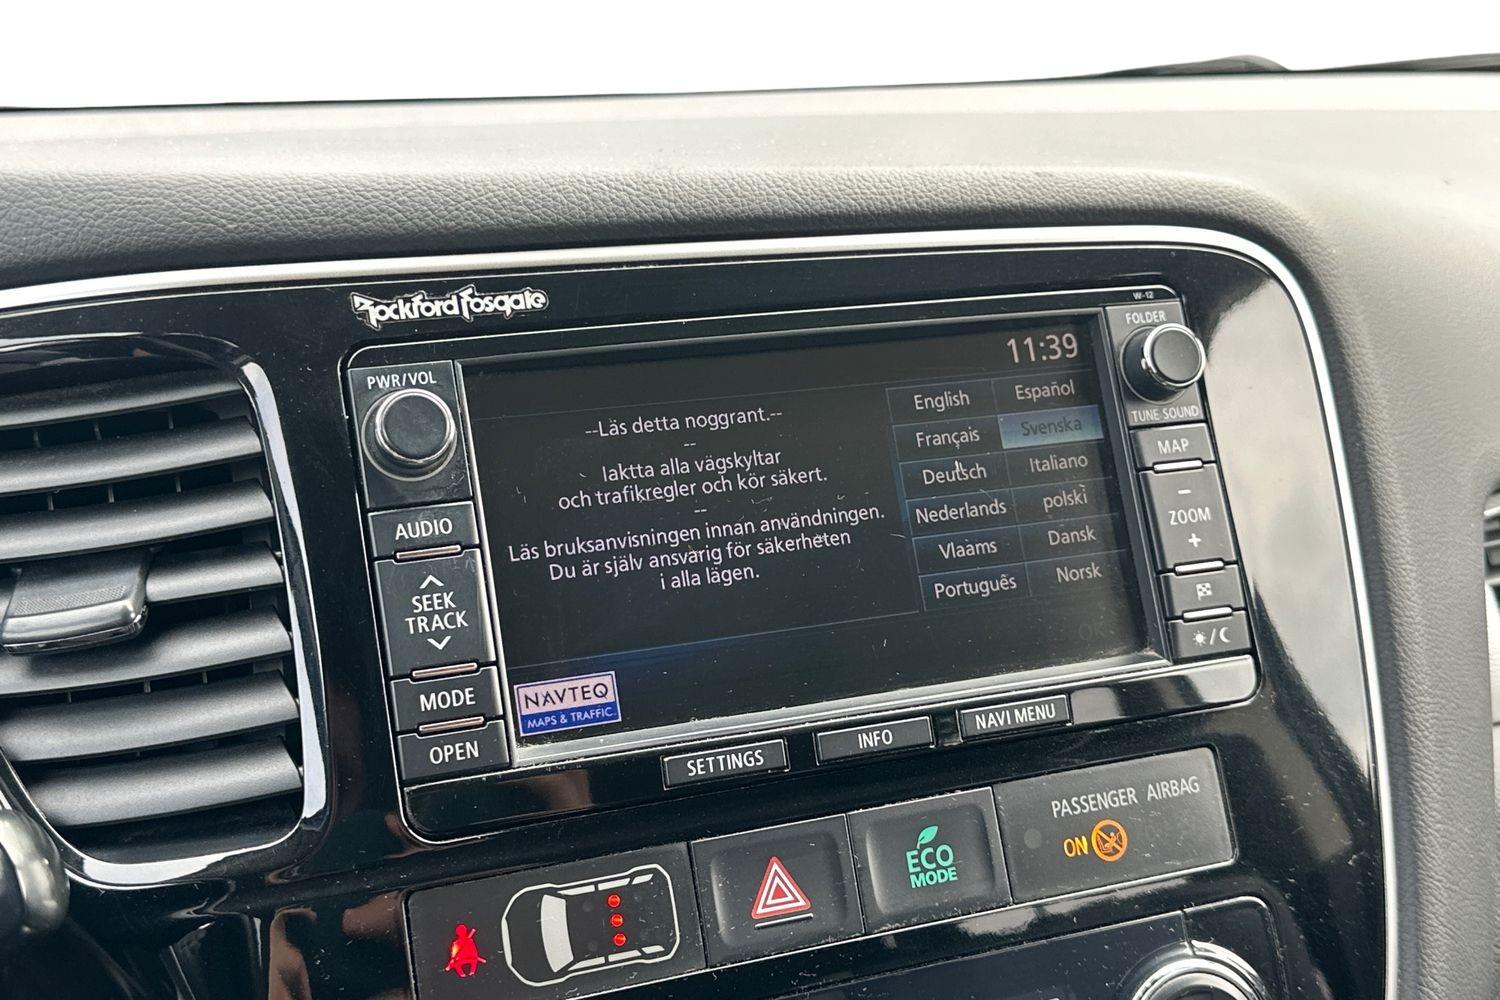 Rockford Fosgate
W-12
PWR/VOL
AUDIO
SEEK
TRACK
MODE
OPEN
11:39
--Läs detta noggrant.--
--
Iaktta alla vägskyltar
och trafikregler och kör säkert.
--
Läs bruksanvisningen innan användningen.
Du är själv ansvarig för säkerheten
i alla lägen.
English
Español
Français
Svenska
Deutsch
Italiano
Nederlands
polski
Vlaams
Dansk
Português
Norsk
OK
NAVTEQ
MAPS & TRAFFIC
FOLDER
TUNE SOUND
MAP
-
ZOOM
+
SETTINGS
INFO
NAVI MENU
ECO
MODE
PASSENGER AIRBAG
ON